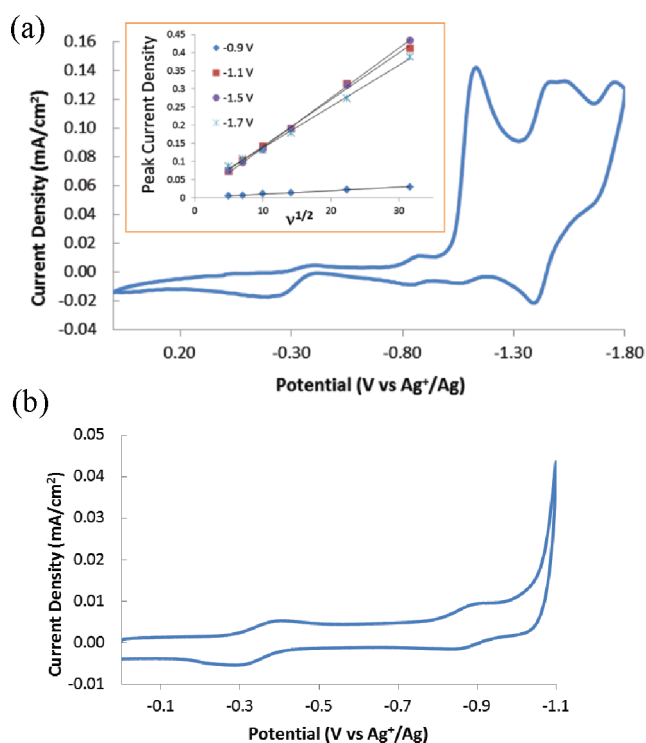 (a)
Current Density (mA/cm²)
0.16
0.14
0.12
0.10
0.08
0.06
0.04
0.02
0.00
-0.02
-0.04
0.20 -0.30 -0.80 -1.30 -1.80
Potential (V vs Ag⁺/Ag)
Peak Current Density
0.45
0.4
0.35
0.3
0.25
0.2
0.15
0.1
0.05
0
0 10 20 30
ν^1/2
-0.9 V
-1.1 V
-1.5 V
-1.7 V
(b)
Current Density (mA/cm²)
0.05
0.04
0.03
0.02
0.01
0.00
-0.01
-0.1 -0.3 -0.5 -0.7 -0.9 -1.1
Potential (V vs Ag⁺/Ag)